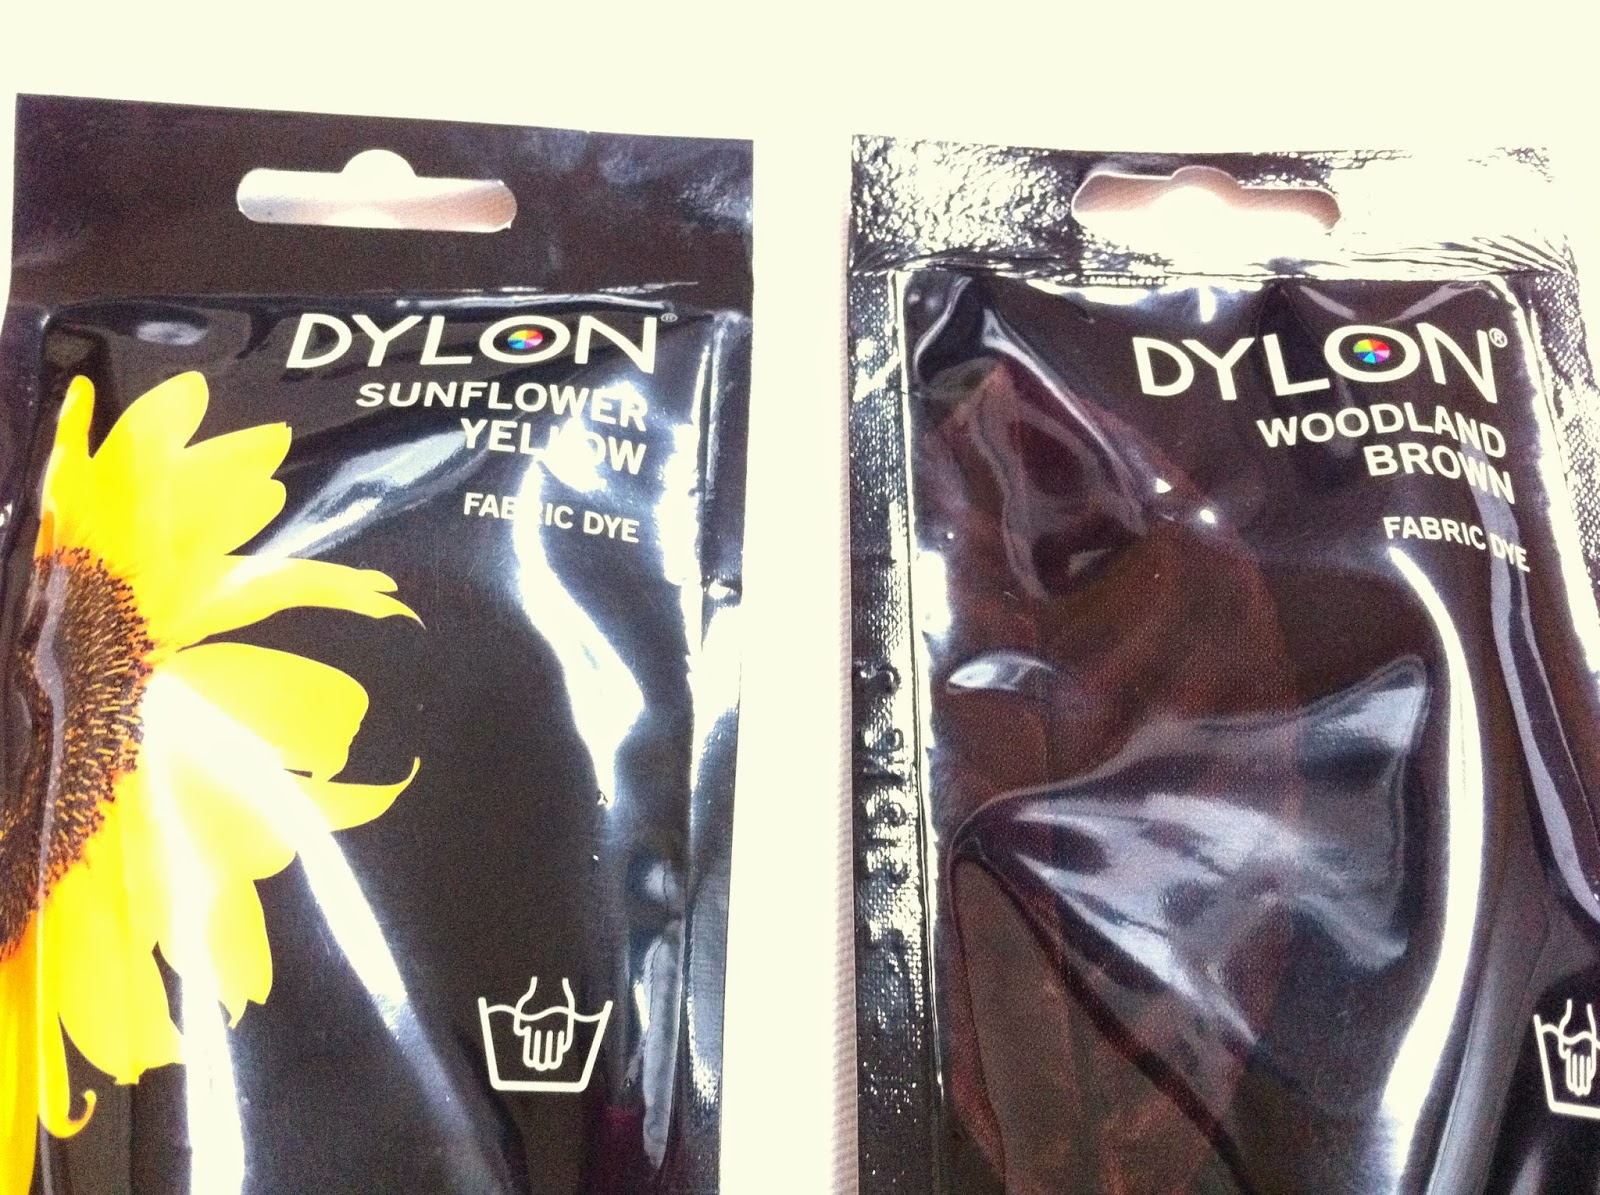 DYLON®
SUNFLOWER
YELLOW
FABRIC DYE
DYLON®
WOODLAND
BROWN
FABRIC DYE